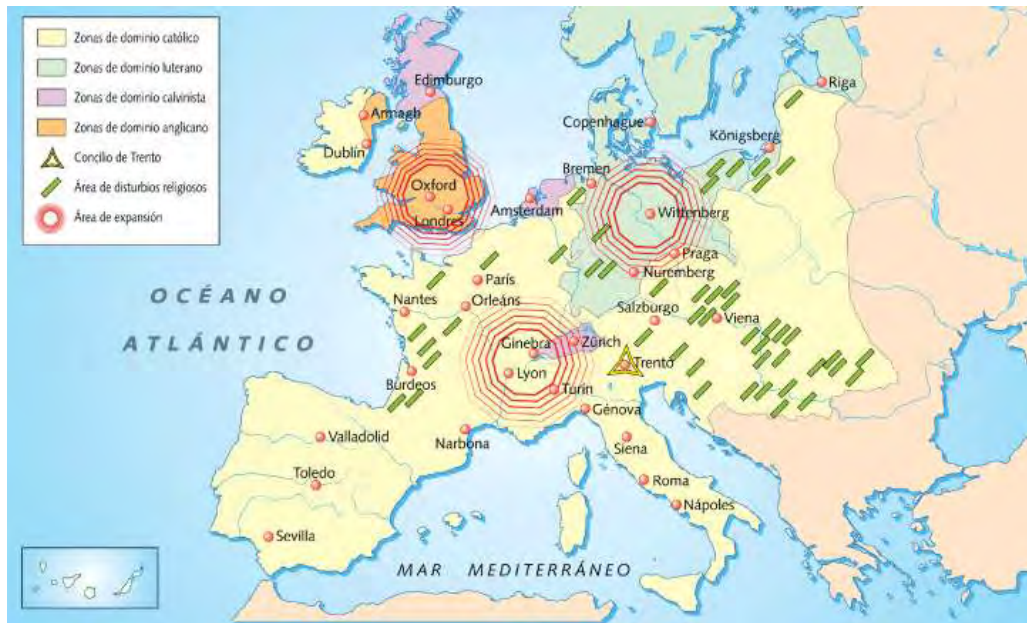 Zonas de dominio católico
Zonas de dominio luterano
Zonas de dominio calvinista
Zonas de dominio anglicano
Concilio de Trento
Área de disturbios religiosos
Área de expansión
Edimburgo
Armagh
Dublín
Oxford
Londres
Copenhague
Riga
Königsberg
Bremen
Amsterdam
Wittenberg
Praga
Nuremberg
París
Nantes
Orleáns
Salzburgo
Viena
OCÉANO
ATLÁNTICO
Ginebra
Zürich
Lyon
Trento
Burdeos
Turín
Génova
Valladolid
Narbona
Siena
Toledo
Roma
Nápoles
Sevilla
MAR MEDITERRÁNEO